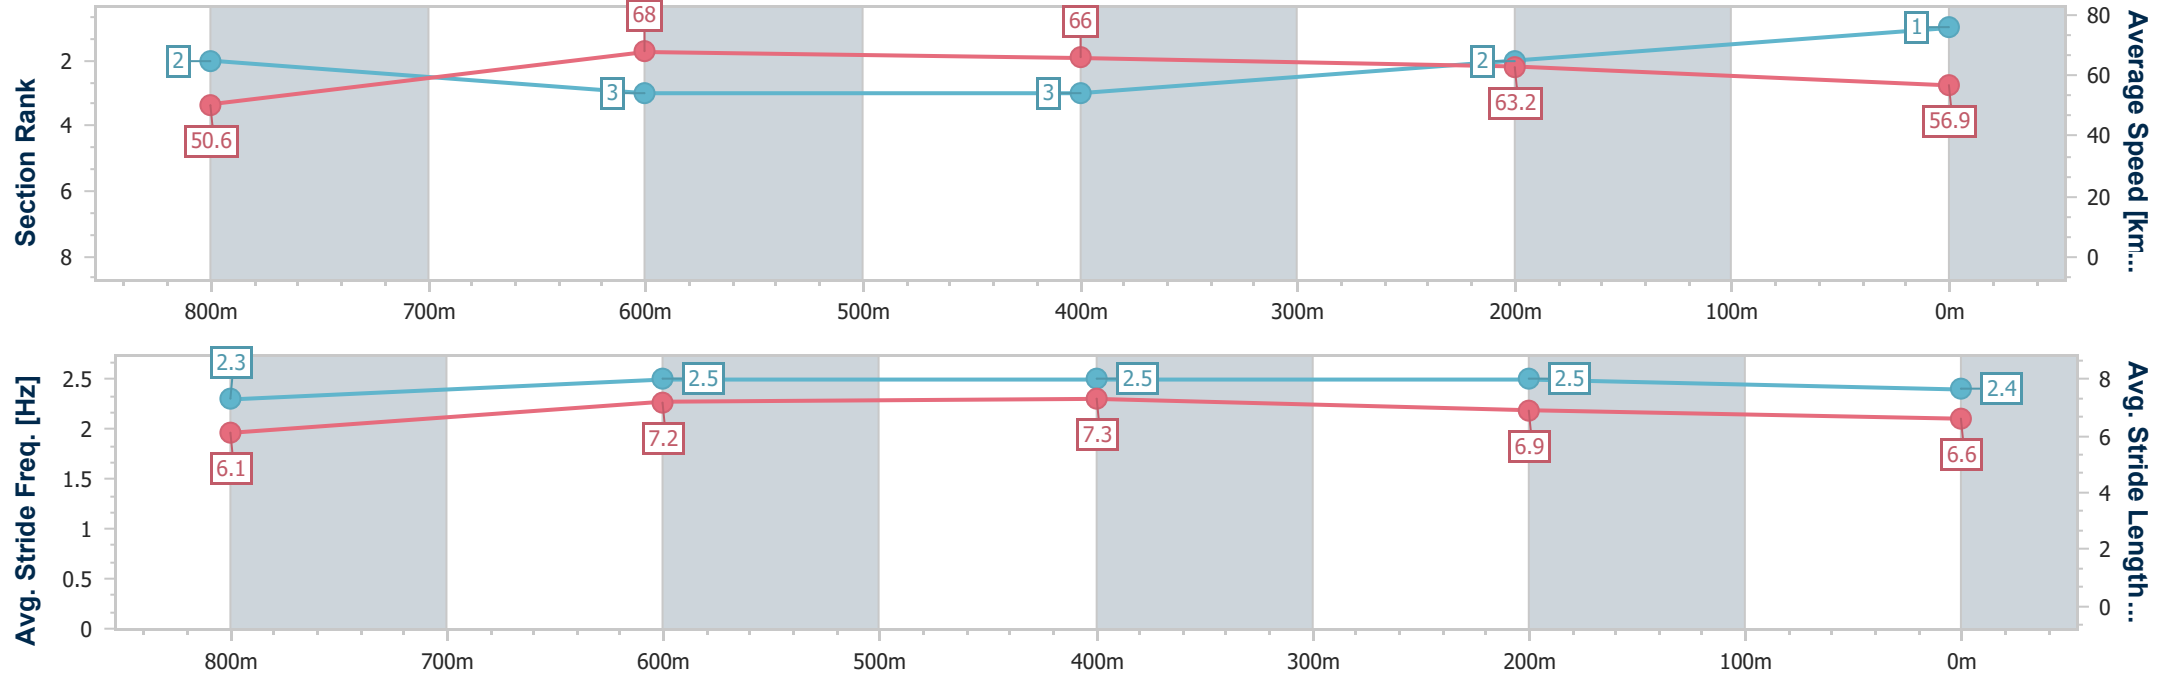 Section Rank
2
4
6
8
2
3
3
2
1
68
66
50.6
63.2
56.9
80
60
40
20
0
Average Speed [km...
800m
700m
600m
500m
400m
300m
200m
100m
0m
Avg. Stride Freq. [Hz]
2.5
2
1.5
1
0.5
0
2.3
2.5
2.5
2.5
2.4
6.1
7.2
7.3
6.9
6.6
8
6
4
2
0
Avg. Stride Length...
800m
700m
600m
500m
400m
300m
200m
100m
0m